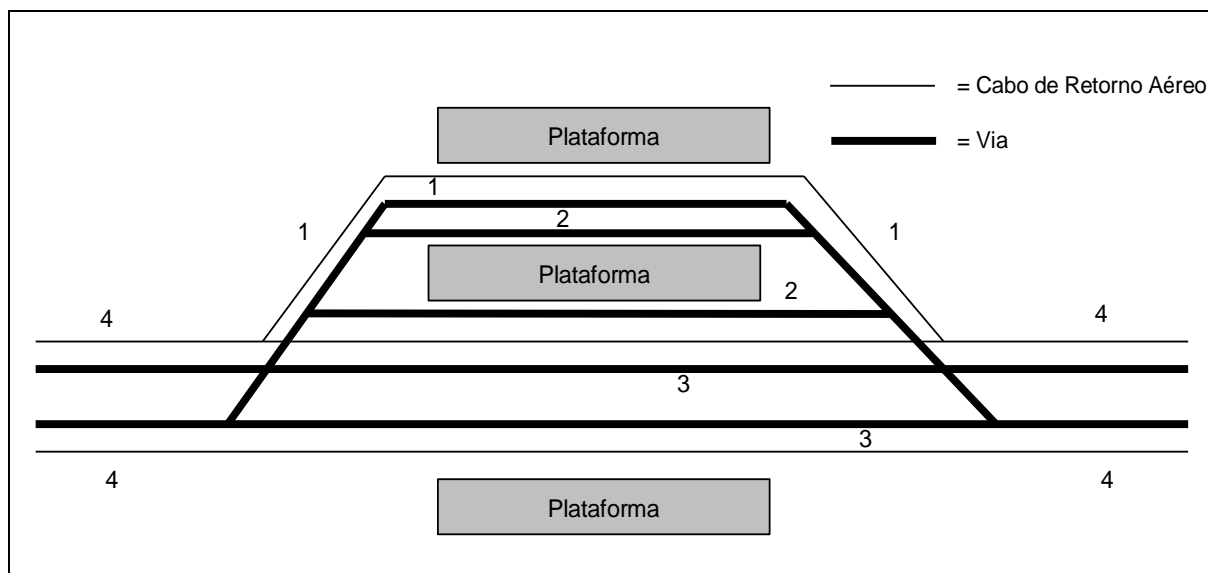 = Cabo de Retorno Aéreo
Plataforma
= Via
1
2
1
1
Plataforma
2
4
4
3
3
4
4
Plataforma